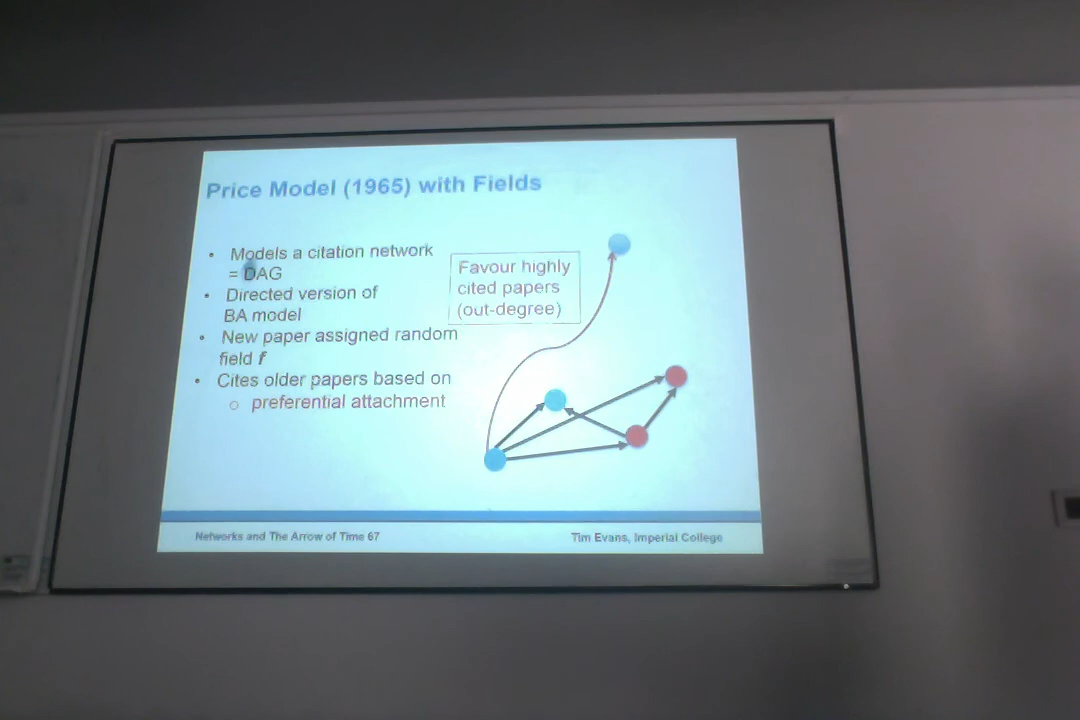 Price Model (1965) with Fields
• Models a citation network
= DAG
• Directed version of
BA model
• New paper assigned random
field f
• Cites older papers based on
○ preferential attachment
Favour highly
cited papers
(out-degree)
Networks and The Arrow of Time 67
Tim Evans, Imperial College